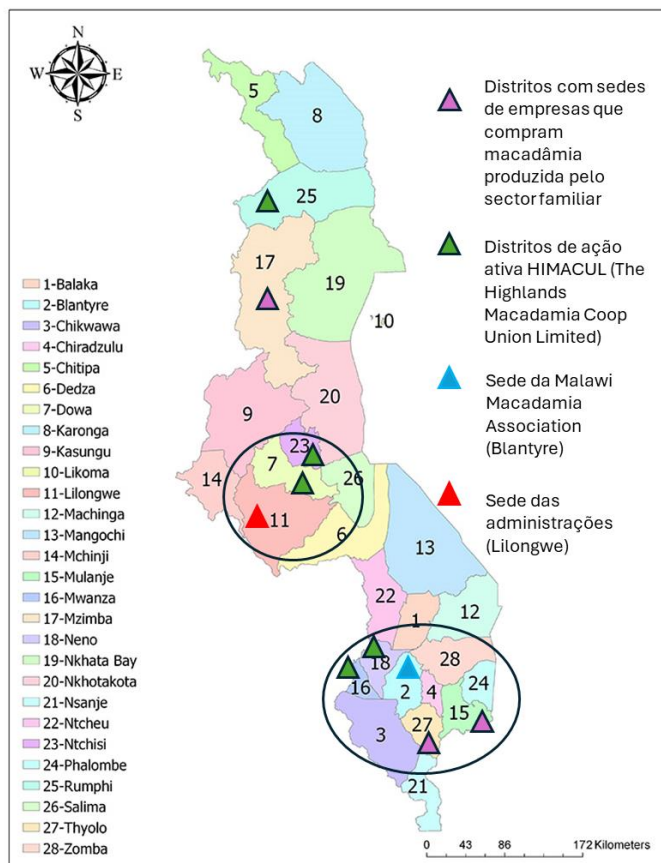 N
W
E
S
5
8
25
17
19
10
20
9
23
7
26
14
11
6
13
22
1
12
18
28
16
2
4
24
15
27
3
21
1-Balaka
2-Blantyre
3-Chikwawa
4-Chiradzulu
5-Chitipa
6-Dedza
7-Dowa
8-Karonga
9-Kasungu
10-Likoma
11-Lilongwe
12-Machinga
13-Mangochi
14-Mchinji
15-Mulanje
16-Mwanza
17-Mzimba
18-Neno
19-Nkhata Bay
20-Nkhotakota
21-Nsanje
22-Ntcheu
23-Ntchisi
24-Phalombe
25-Rumphi
26-Salima
27-Thyolo
28-Zomba
Distritos com sedes
de empresas que
compram
macadâmia
produzida pelo
sector familiar
Distritos de ação
ativa HIMACUL (The
Highlands
Macadamia Coop
Union Limited)
Sede da Malawi
Macadamia
Association
(Blantyre)
Sede das
administrações
(Lilongwe)
0 43 86 172 Kilometers